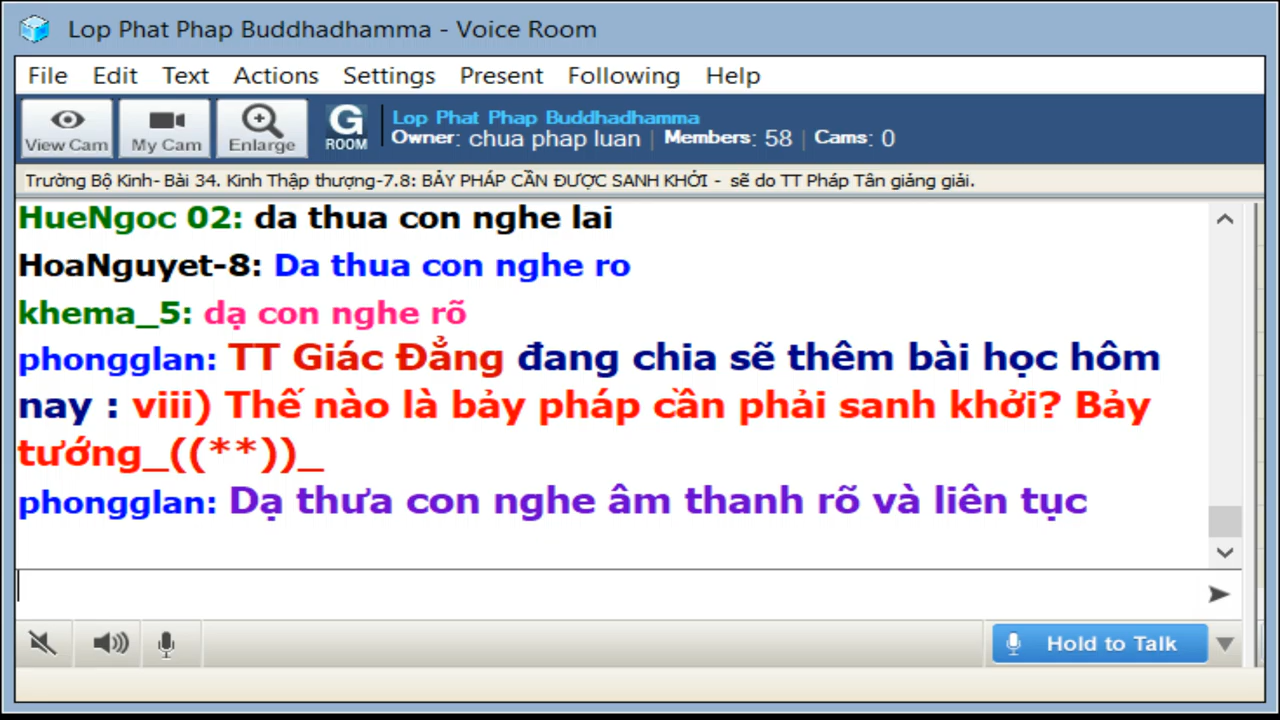 Lop Phat Phap Buddhadhamma - Voice Room
File Edit Text Actions Settings Present Following Help
View Cam My Cam Enlarge G ROOM Lop Phat Phap Buddhadhamma
Owner: chua phap luan | Members: 58 | Cams: 0
Trường Bộ Kinh- Bài 34. Kinh Thập thượng-7.8: BẢY PHÁP CẦN ĐƯỢC SANH KHỞI - sẽ do TT Pháp Tân giảng giải.
HueNgoc 02: da thua con nghe lai
HoaNguyet-8: Da thua con nghe ro
khema_5: dạ con nghe rõ
phongglan: TT Giác Đẳng đang chia sẽ thêm bài học hôm
nay : viii) Thế nào là bảy pháp cần phải sanh khởi? Bảy
tướng_((**))_
phongglan: Dạ thưa con nghe âm thanh rõ và liên tục
Hold to Talk